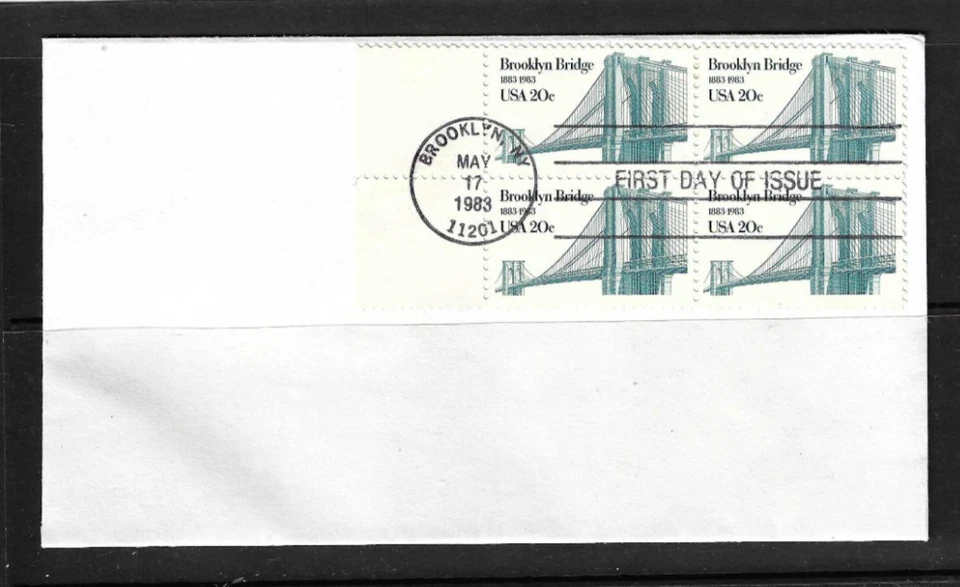 Brooklyn Bridge
1883 1983
USA 20c
Brooklyn Bridge
1883 1983
USA 20c
BROOKLYN, NY
MAY
17
1983
11201
FIRST DAY OF ISSUE
Brooklyn Bridge
1883 1983
USA 20c
Brooklyn Bridge
1883 1983
USA 20c